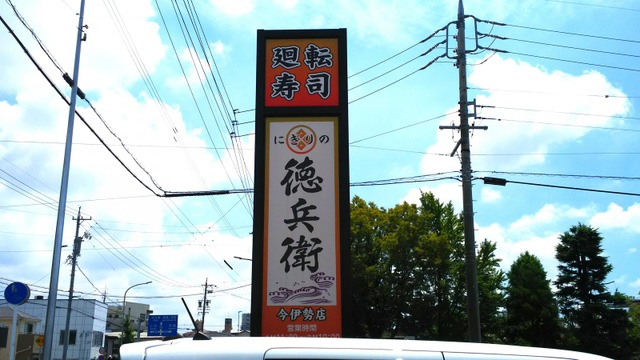 廻転
寿司
にぎりの
徳兵衛
今伊勢店
営業時間